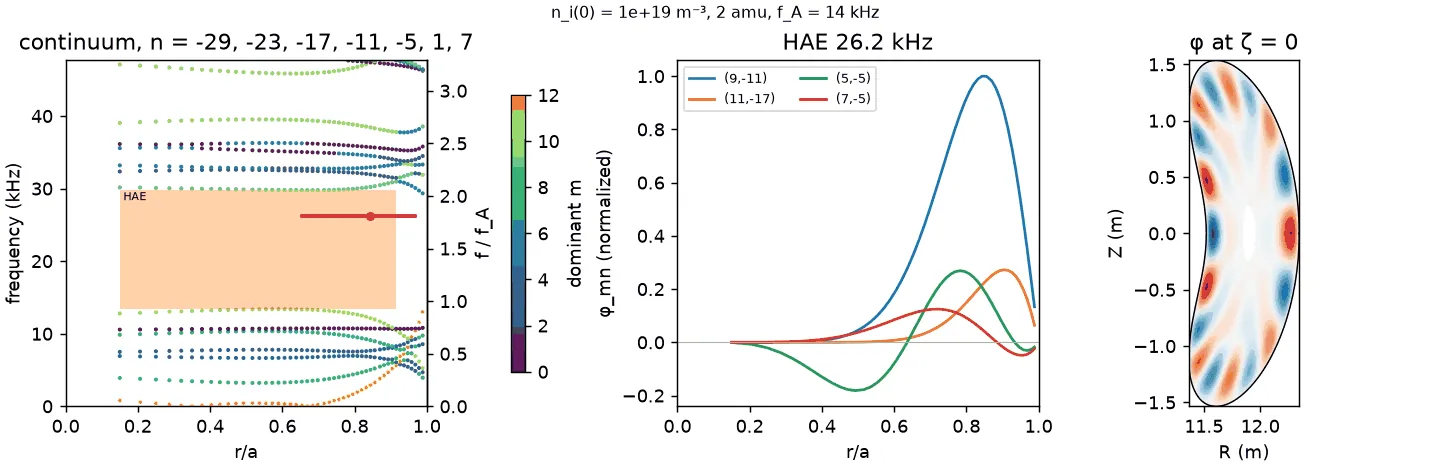 n_i(0) = 1e+19 m⁻³, 2 amu, f_A = 14 kHz
continuum, n = -29, -23, -17, -11, -5, 1, 7
frequency (kHz)
40
30
20
10
0
0.0 0.2 0.4 0.6 0.8 1.0
r/a
HAE
3.0
2.5
2.0
1.5
1.0
0.5
0.0
f / f_A
12
10
8
6
4
2
0
dominant m
HAE 26.2 kHz
φ_mn (normalized)
1.0
0.8
0.6
0.4
0.2
0.0
−0.2
(9,-11) (5,-5)
(11,-17) (7,-5)
0.0 0.2 0.4 0.6 0.8 1.0
r/a
φ at ζ = 0
Z (m)
1.5
1.0
0.5
0.0
−0.5
−1.0
−1.5
11.5 12.0
R (m)